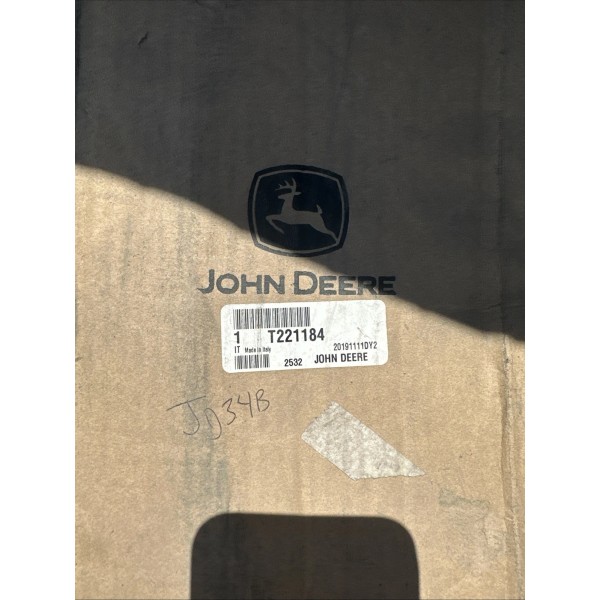 JOHN DEERE
1 T221184
IT Made in Italy 20191111DY2
2532 JOHN DEERE
JD34B